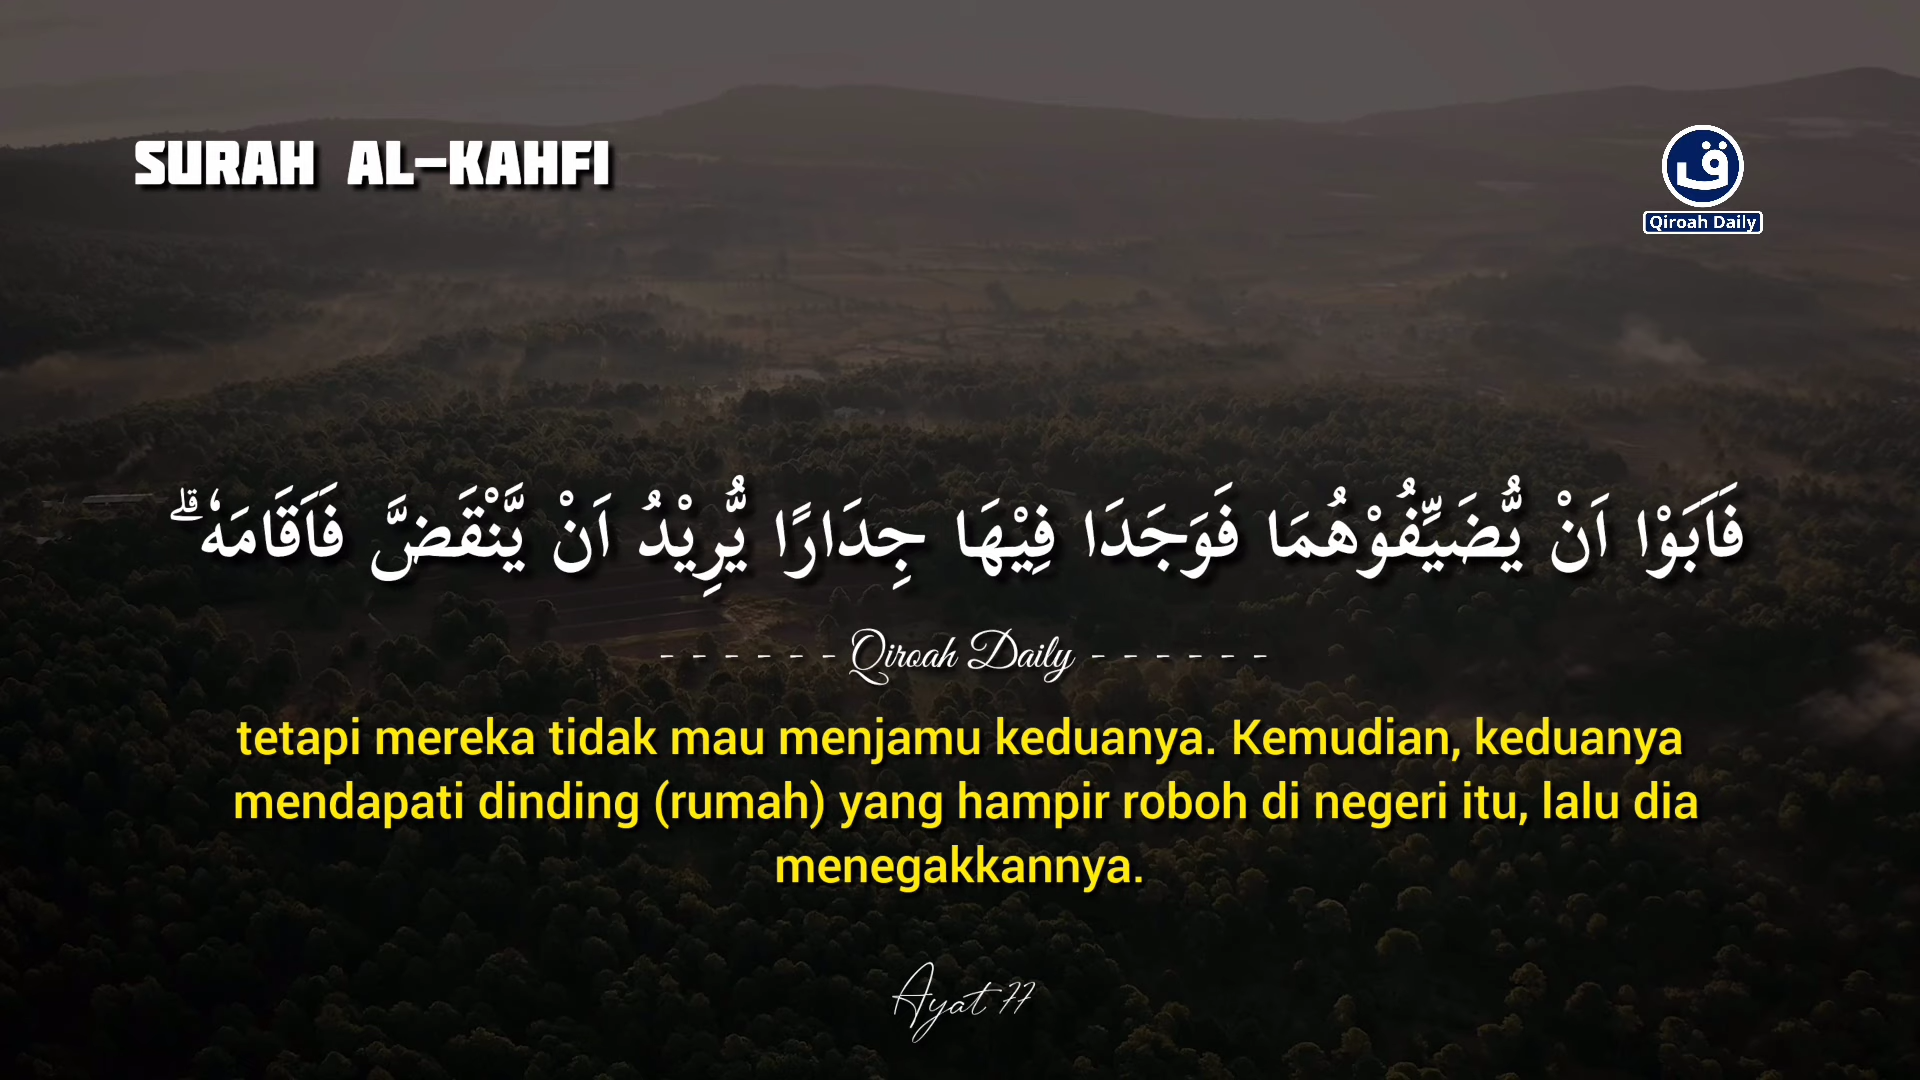 SURAH AL-KAHFI
ق
Qiroah Daily
فَاَبَوْا اَنْ يُّضَيِّفُوْهُمَا فَوَجَدَا فِيْهَا جِدَارًا يُّرِيْدُ اَنْ يَّنْقَضَّ فَاَقَامَهٗ ۗ
- - - - - - Qiroah Daily - - - - - -
tetapi mereka tidak mau menjamu keduanya. Kemudian, keduanya
mendapati dinding (rumah) yang hampir roboh di negeri itu, lalu dia
menegakkannya.
Ayat 77